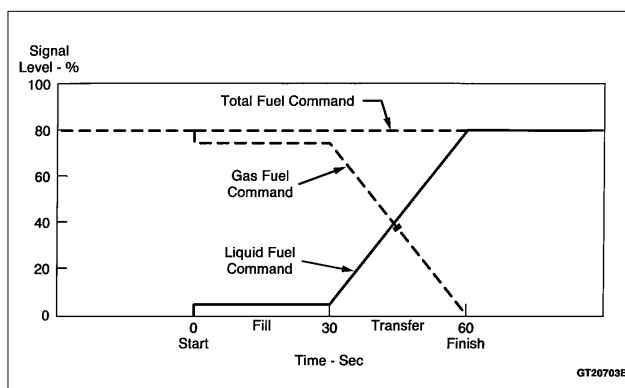 Signal
Level - %
100
80
60
40
20
0
Total Fuel Command
Gas Fuel
Command
Liquid Fuel
Command
0 Fill 30 Transfer 60
Start Finish
Time - Sec
GT20703B